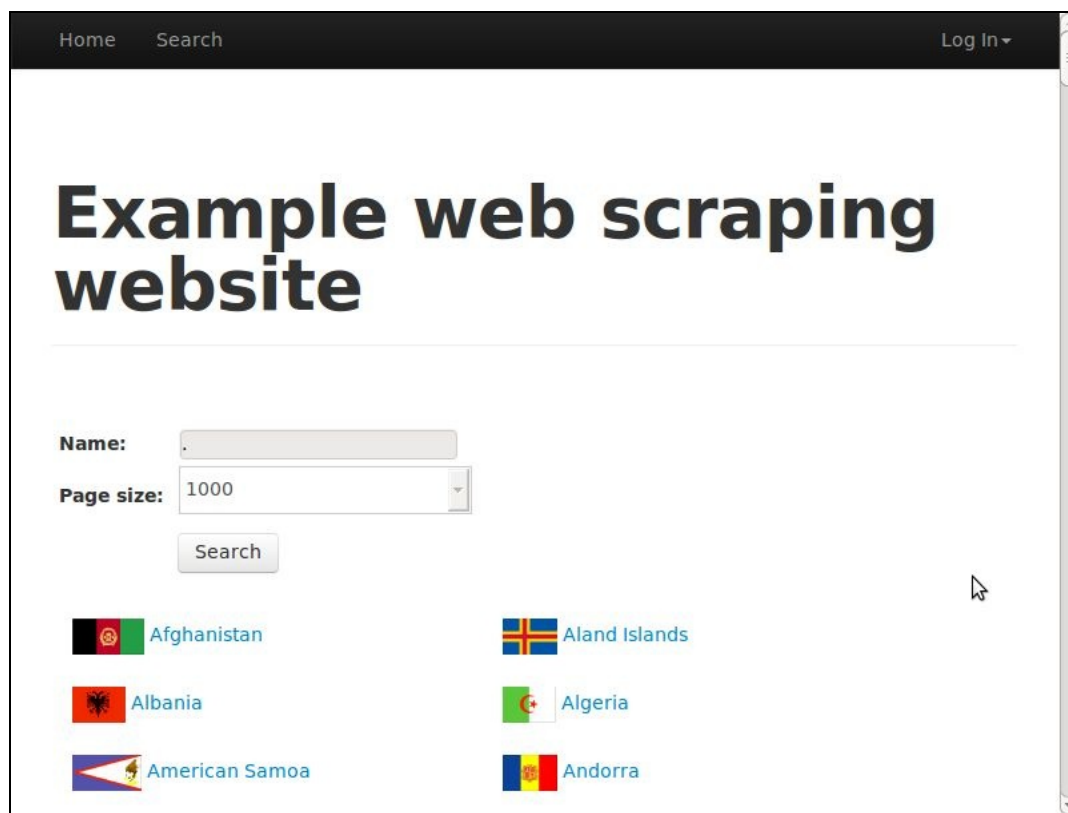 Home Search Log In
Example web scraping
website
Name: .
Page size: 1000
Search
Afghanistan Aland Islands
Albania Algeria
American Samoa Andorra